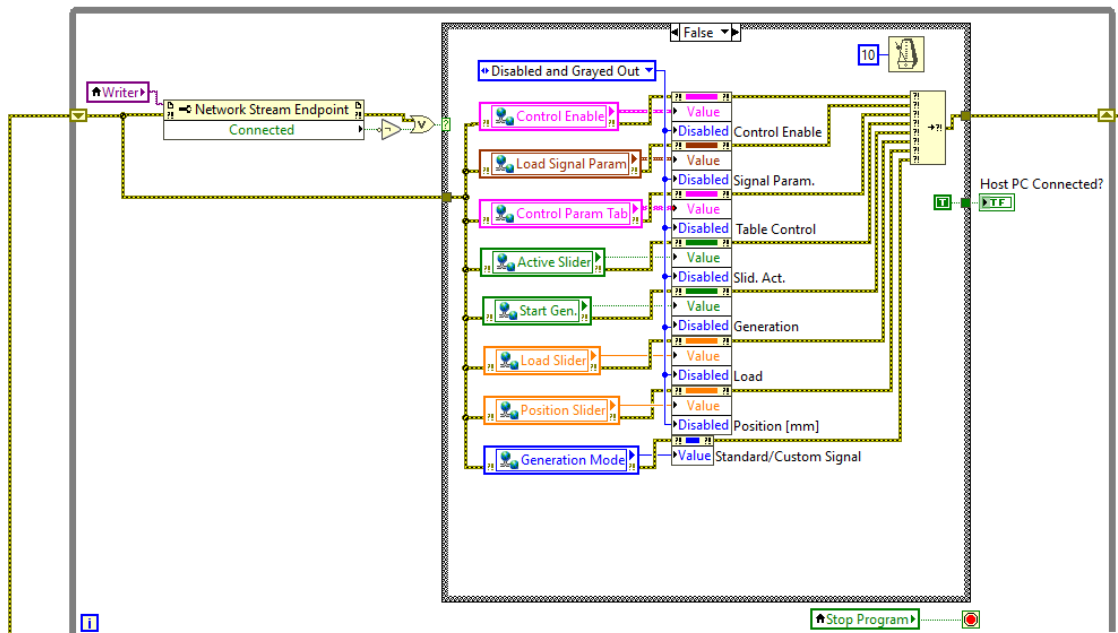 False
10
Disabled and Grayed Out
Writer
Network Stream Endpoint
Connected
Control Enable
Value
Disabled
Control Enable
Load Signal Param
Value
Disabled
Signal Param.
Control Param Tab
Value
Disabled
Table Control
Active Slider
Value
Disabled
Slid. Act.
Start Gen.
Value
Disabled
Generation
Load Slider
Value
Disabled
Load
Position Slider
Value
Disabled
Position [mm]
Generation Mode
Value
Standard/Custom Signal
Host PC Connected?
T
TF
i
Stop Program